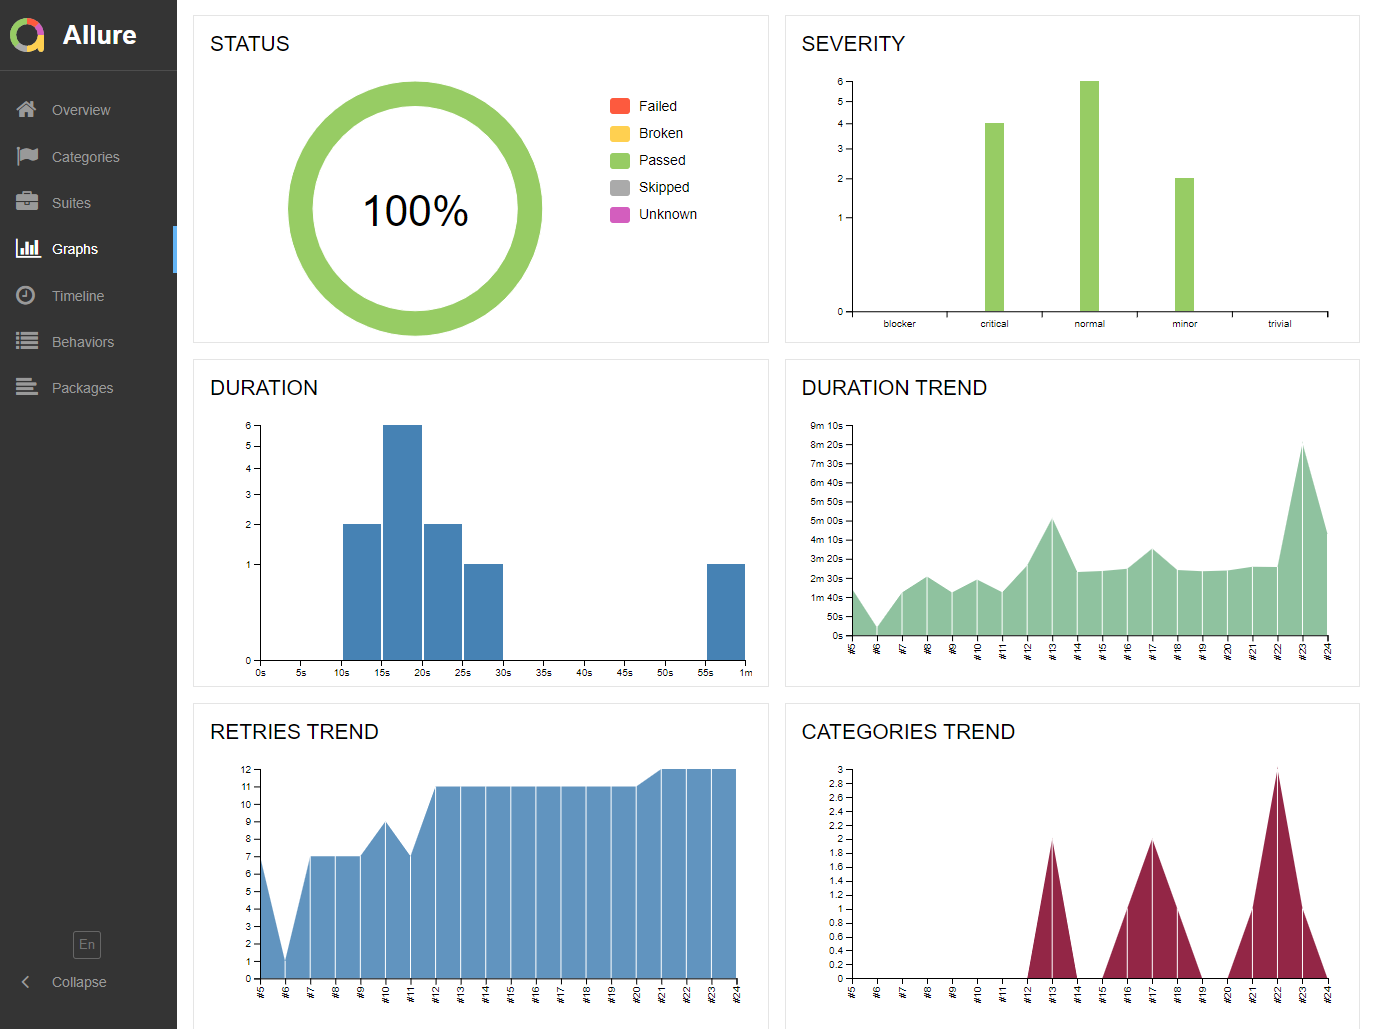 Allure
Overview
Categories
Suites
Graphs
Timeline
Behaviors
Packages
En
Collapse
STATUS
100%
Failed
Broken
Passed
Skipped
Unknown
SEVERITY
6
5
4
3
2
1
0
blocker critical normal minor trivial
DURATION
6
5
4
3
2
1
0
0s 5s 10s 15s 20s 25s 30s 35s 40s 45s 50s 55s 1m
DURATION TREND
9m 10s
8m 20s
7m 30s
6m 40s
5m 50s
5m 00s
4m 10s
3m 20s
2m 30s
1m 40s
50s
0s
#5 #6 #7 #8 #9 #10 #11 #12 #13 #14 #15 #16 #17 #18 #19 #20 #21 #22 #23 #24
RETRIES TREND
12
11
10
9
8
7
6
5
4
3
2
1
0
#5 #6 #7 #8 #9 #10 #11 #12 #13 #14 #15 #16 #17 #18 #19 #20 #21 #22 #23 #24
CATEGORIES TREND
3
2.8
2.6
2.4
2.2
2
1.8
1.6
1.4
1.2
1
0.8
0.6
0.4
0.2
0
#5 #6 #7 #8 #9 #10 #11 #12 #13 #14 #15 #16 #17 #18 #19 #20 #21 #22 #23 #24